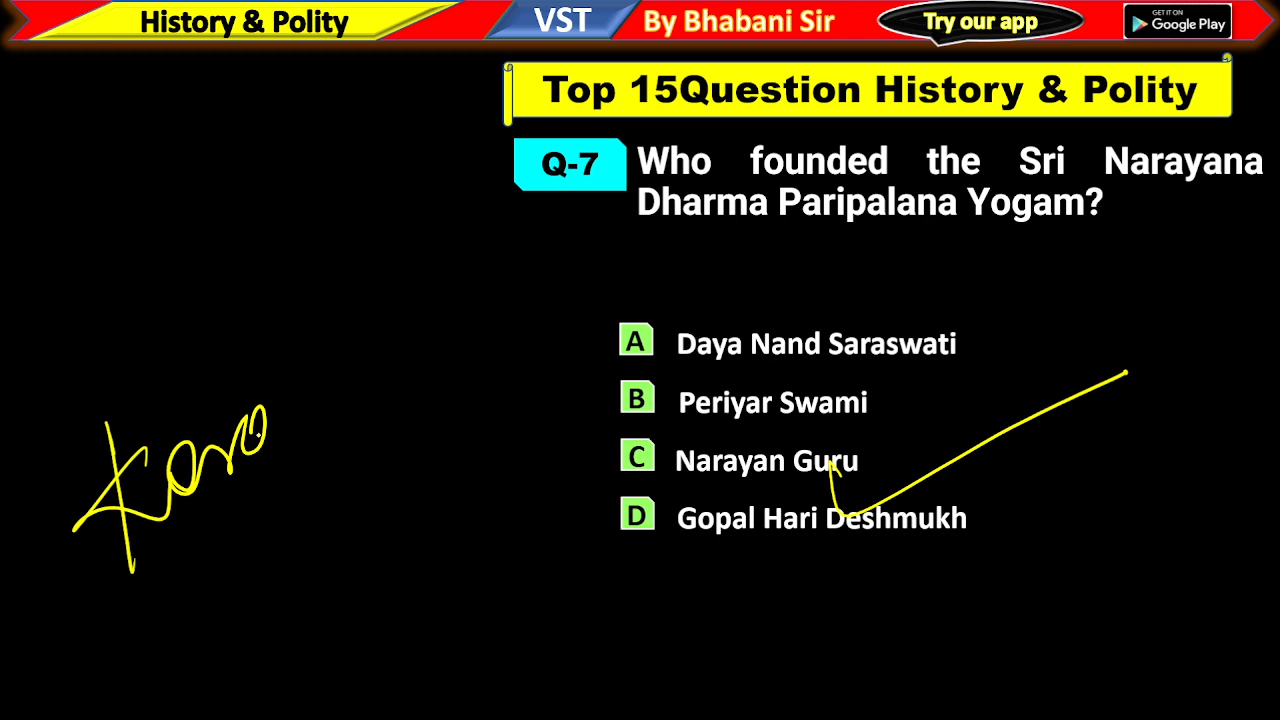 History & Polity
VST
By Bhabani Sir
Try our app
GET IT ON
Google Play
Top 15Question History & Polity
Q-7
Who founded the Sri Narayana
Dharma Paripalana Yogam?
A Daya Nand Saraswati
B Periyar Swami
C Narayan Guru
D Gopal Hari Deshmukh